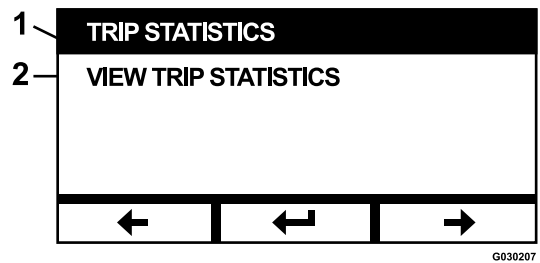 1
TRIP STATISTICS
2
VIEW TRIP STATISTICS
G030207